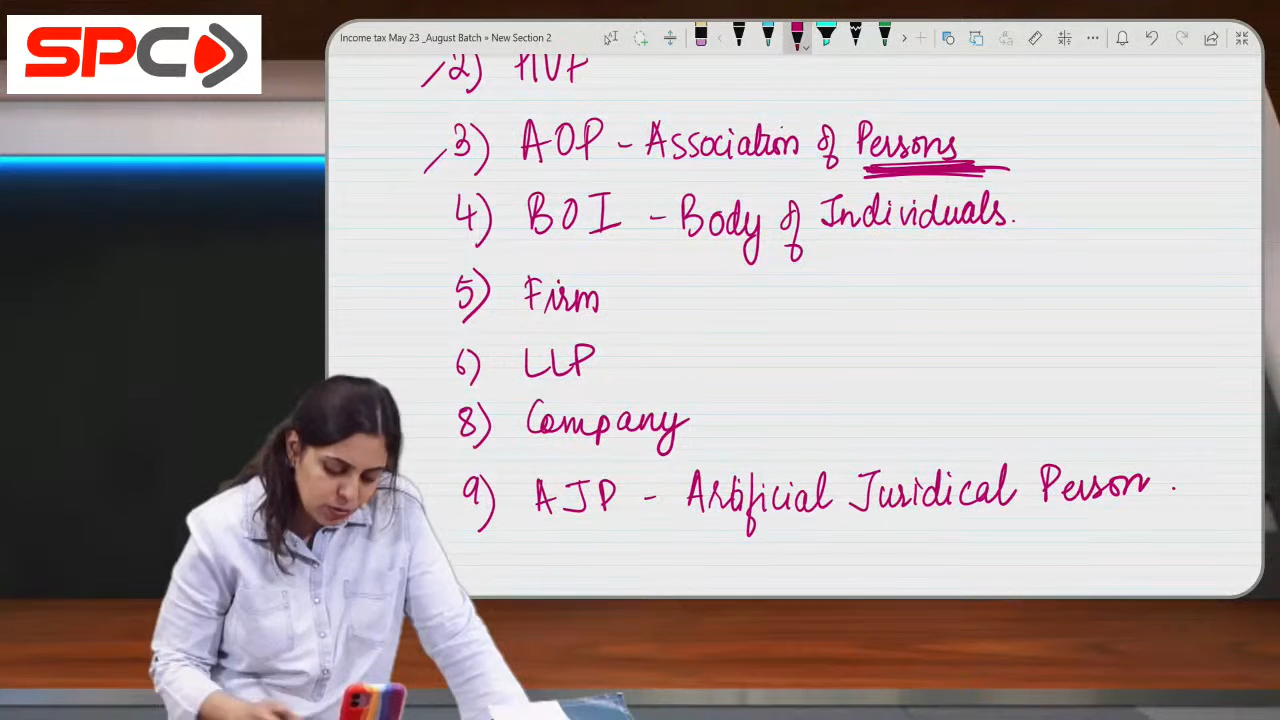 SPC
Income tax May 23 _August Batch » New Section 2
2) HUF
3) AOP - Association of Persons
4) BOI - Body of Individuals.
5) Firm
6) LLP
8) Company
9) AJP - Artificial Juridical Person.